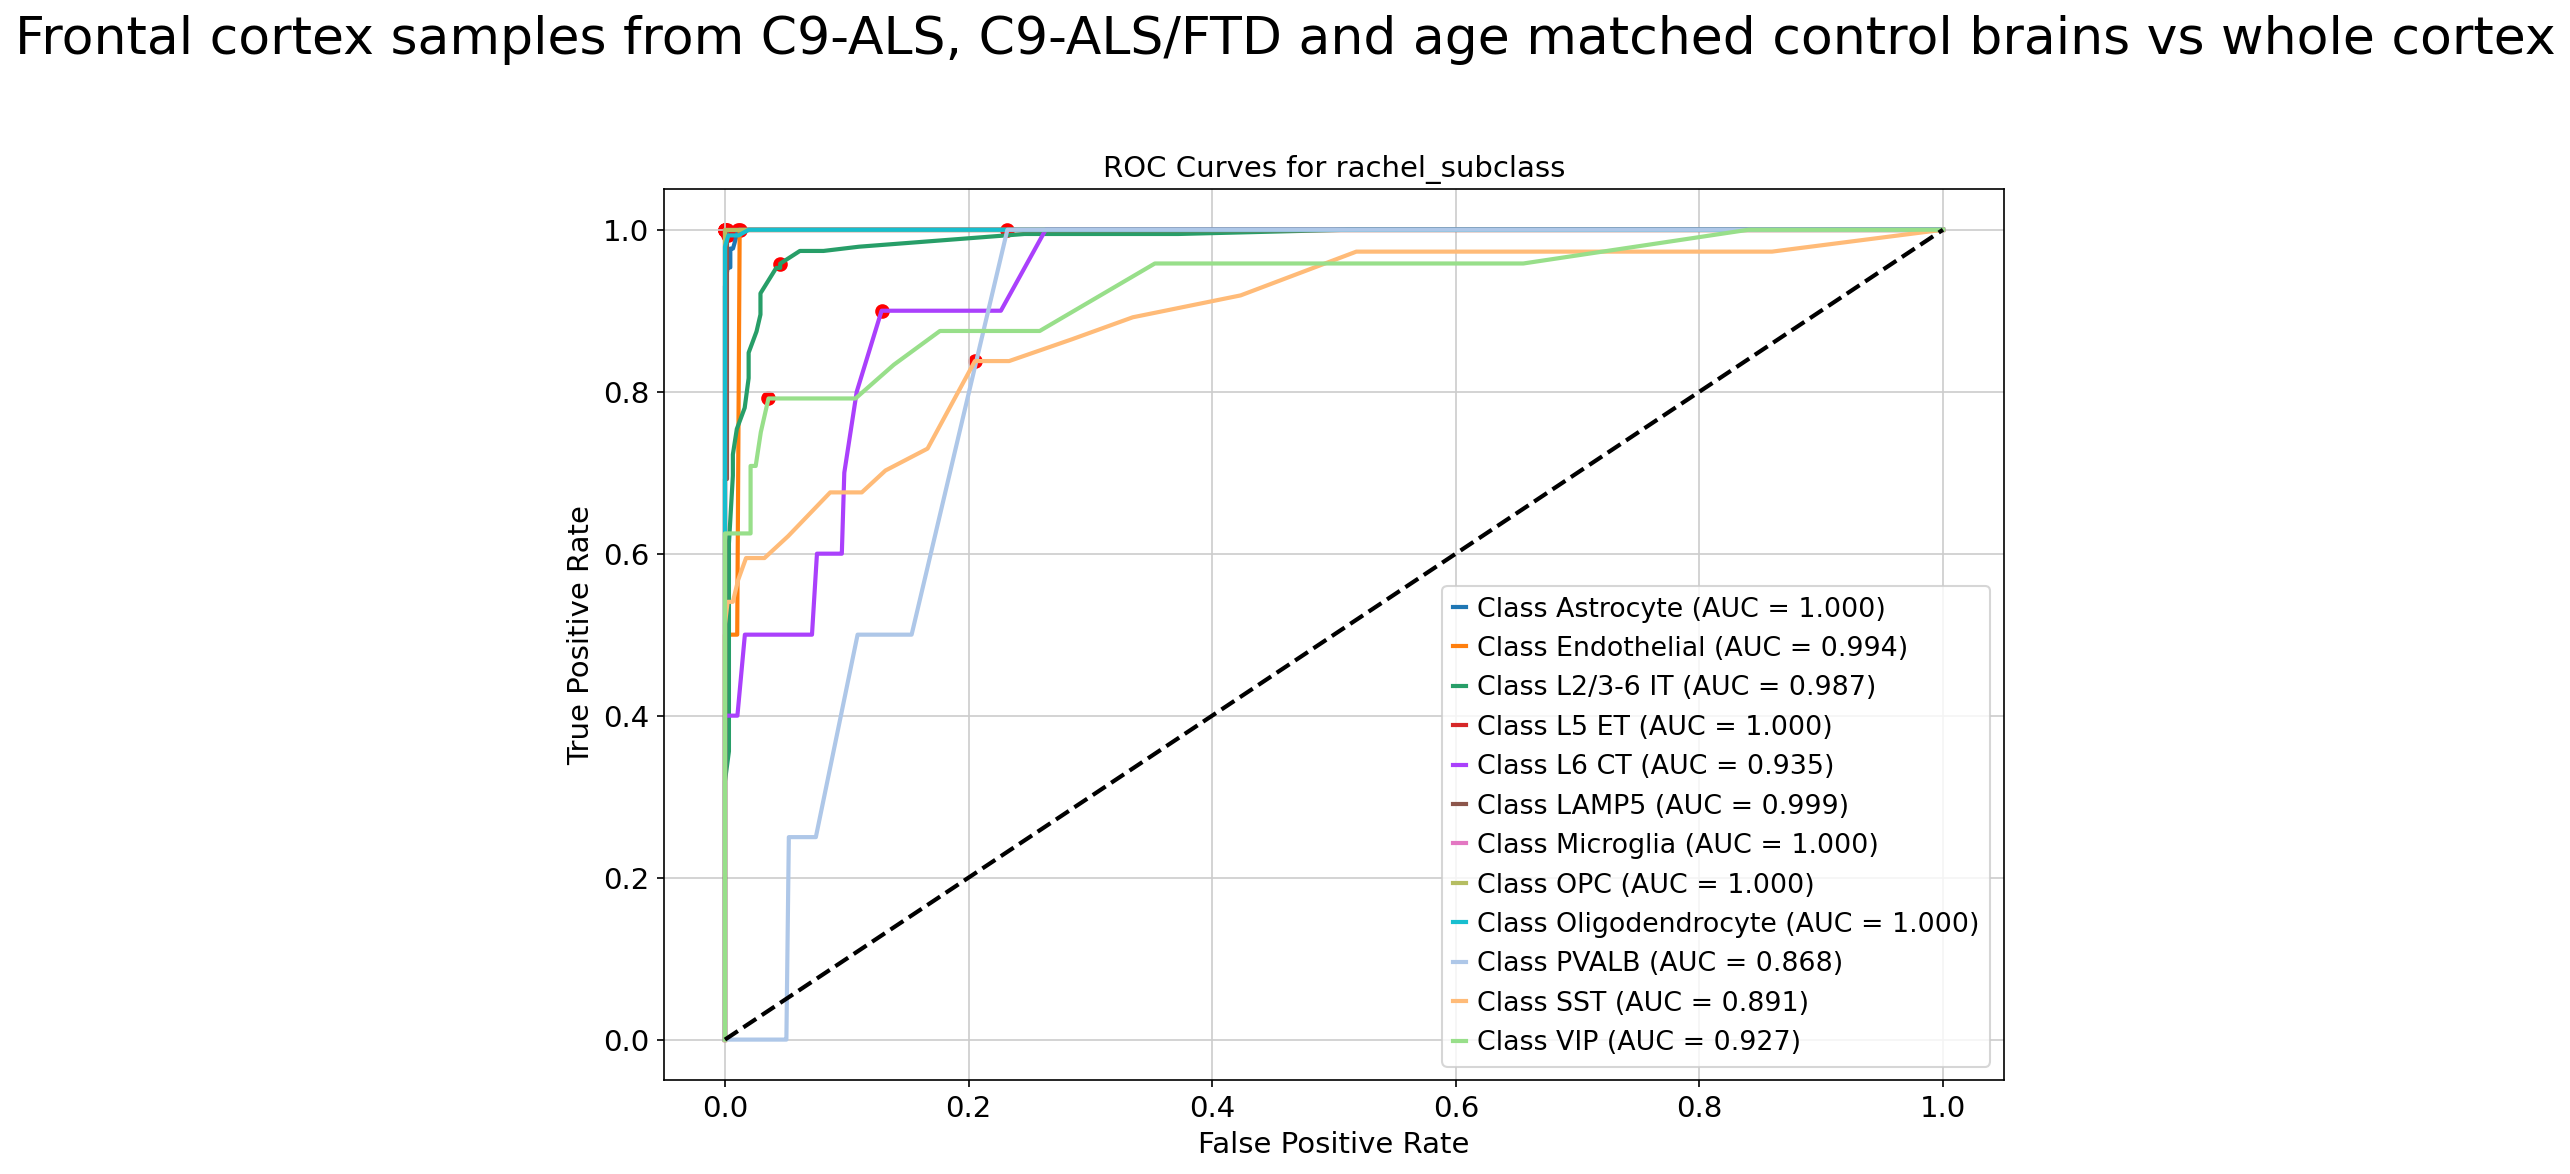 Frontal cortex samples from C9-ALS, C9-ALS/FTD and age matched control brains vs whole cortex
ROC Curves for rachel_subclass
True Positive Rate
1.0
0.8
0.6
0.4
0.2
0.0
Class Astrocyte (AUC = 1.000)
Class Endothelial (AUC = 0.994)
Class L2/3-6 IT (AUC = 0.987)
Class L5 ET (AUC = 1.000)
Class L6 CT (AUC = 0.935)
Class LAMP5 (AUC = 0.999)
Class Microglia (AUC = 1.000)
Class OPC (AUC = 1.000)
Class Oligodendrocyte (AUC = 1.000)
Class PVALB (AUC = 0.868)
Class SST (AUC = 0.891)
Class VIP (AUC = 0.927)
0.0 0.2 0.4 0.6 0.8 1.0
False Positive Rate